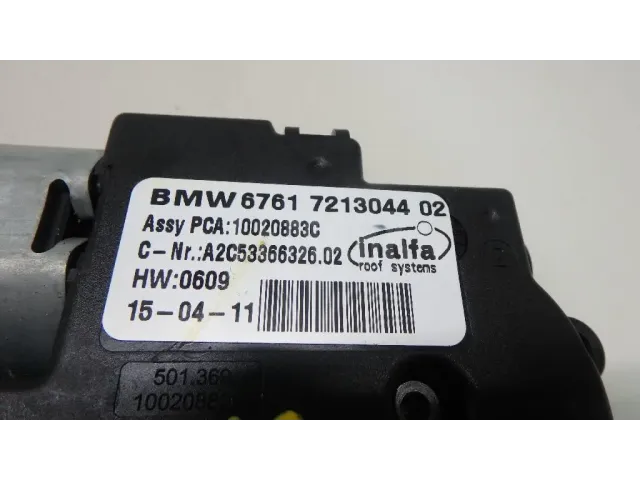 BMW 6761 7213044 02
Assy PCA:10020883C
C-Nr.:A2C53366326.02
inalfa
roof systems
HW:0609
15-04-11